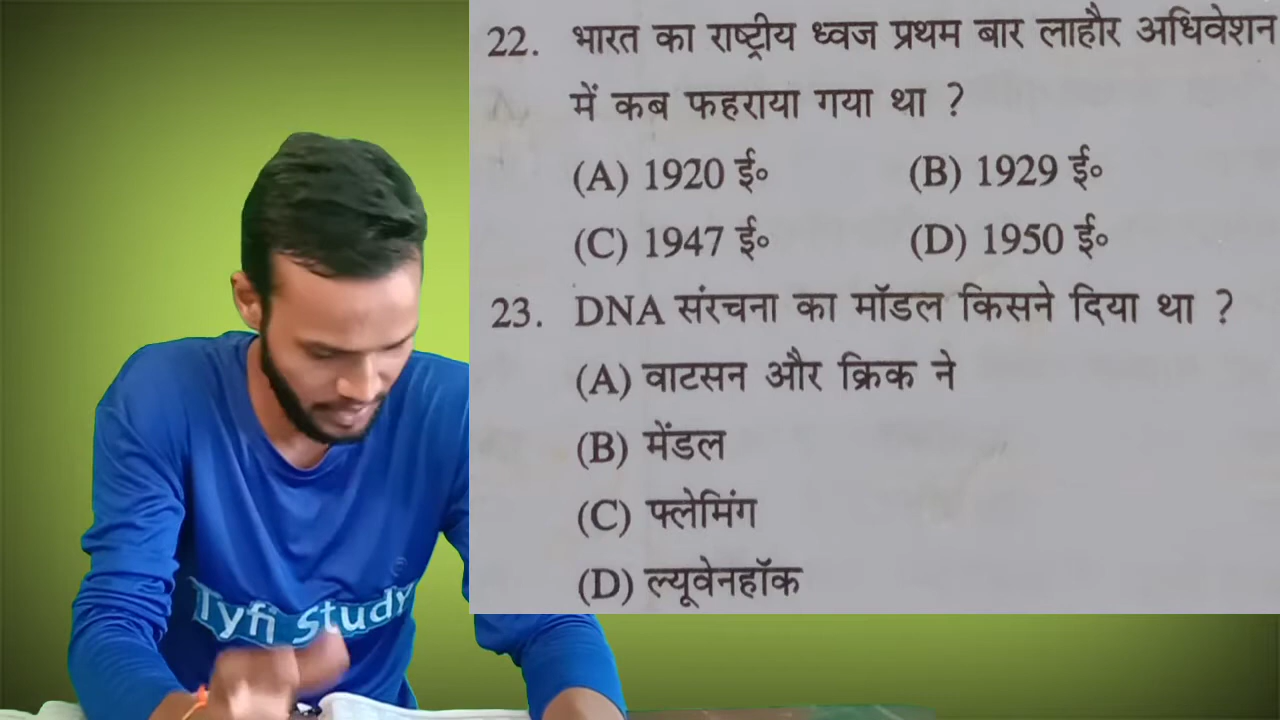 22. भारत का राष्ट्रीय ध्वज प्रथम बार लाहौर अधिवेशन
में कब फहराया गया था ?
(A) 1920 ई० (B) 1929 ई०
(C) 1947 ई० (D) 1950 ई०
23. DNA संरचना का मॉडल किसने दिया था ?
(A) वाटसन और क्रिक ने
(B) मेंडल
(C) फ्लेमिंग
(D) ल्यूवेनहॉक
Tyfi Study